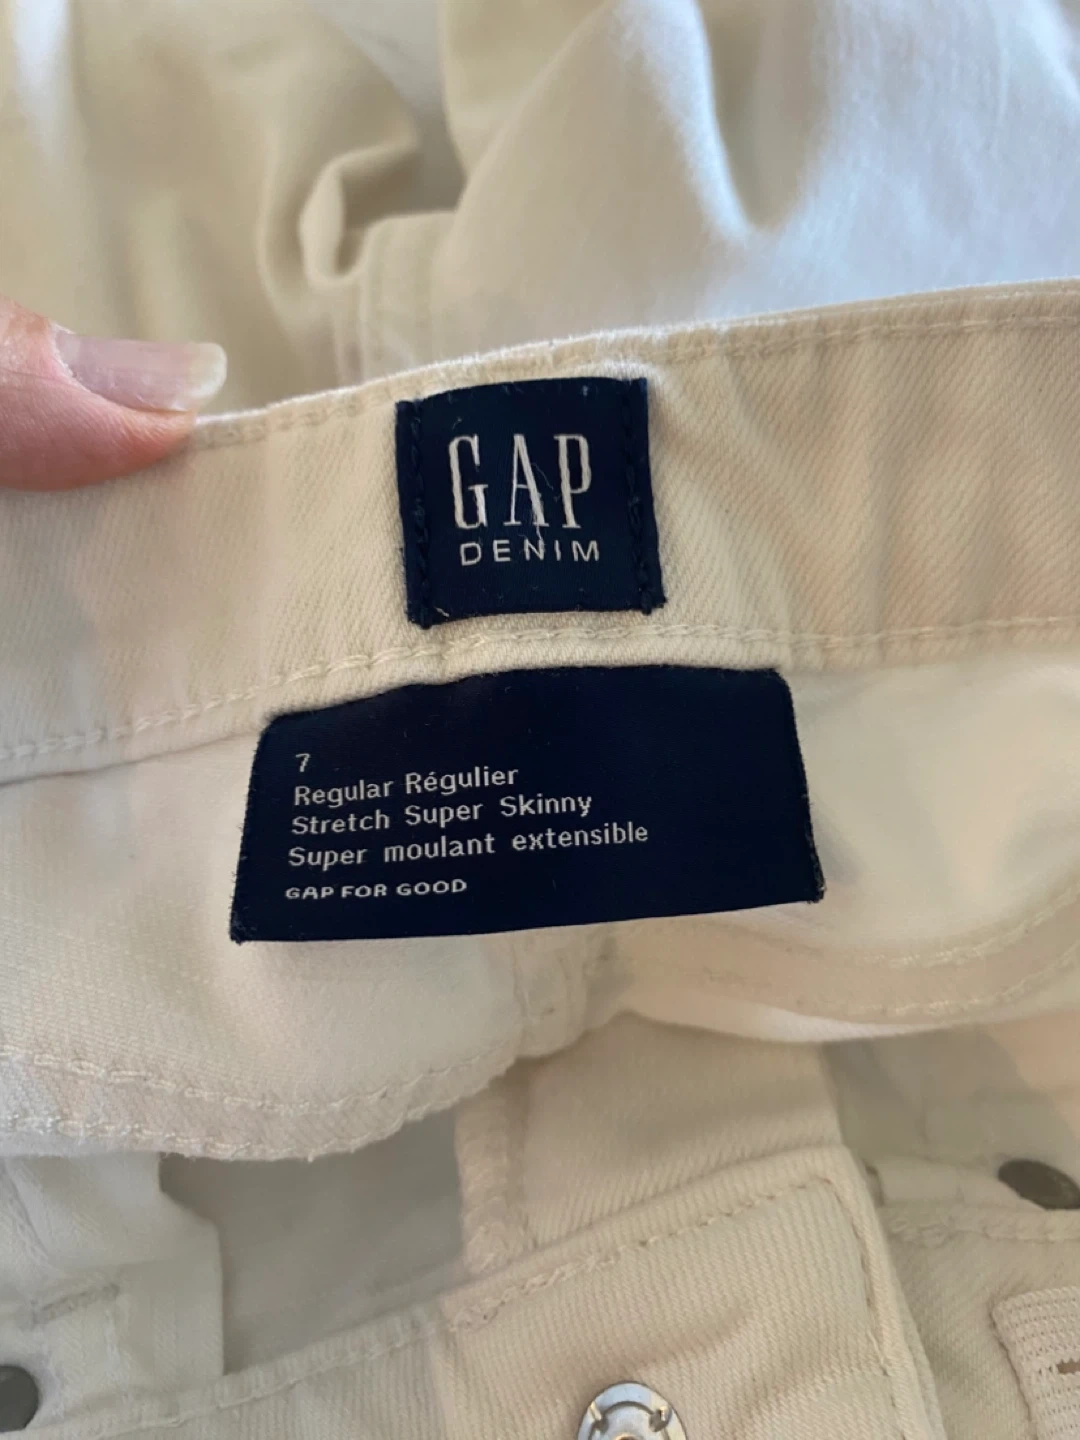 GAP
DENIM
7
Regular Régulier
Stretch Super Skinny
Super moulant extensible
GAP FOR GOOD